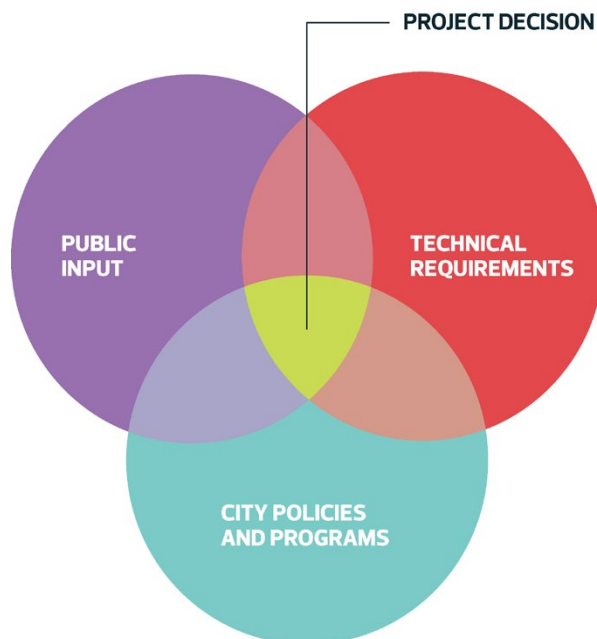 PROJECT DECISION
PUBLIC
INPUT
TECHNICAL
REQUIREMENTS
CITY POLICIES
AND PROGRAMS